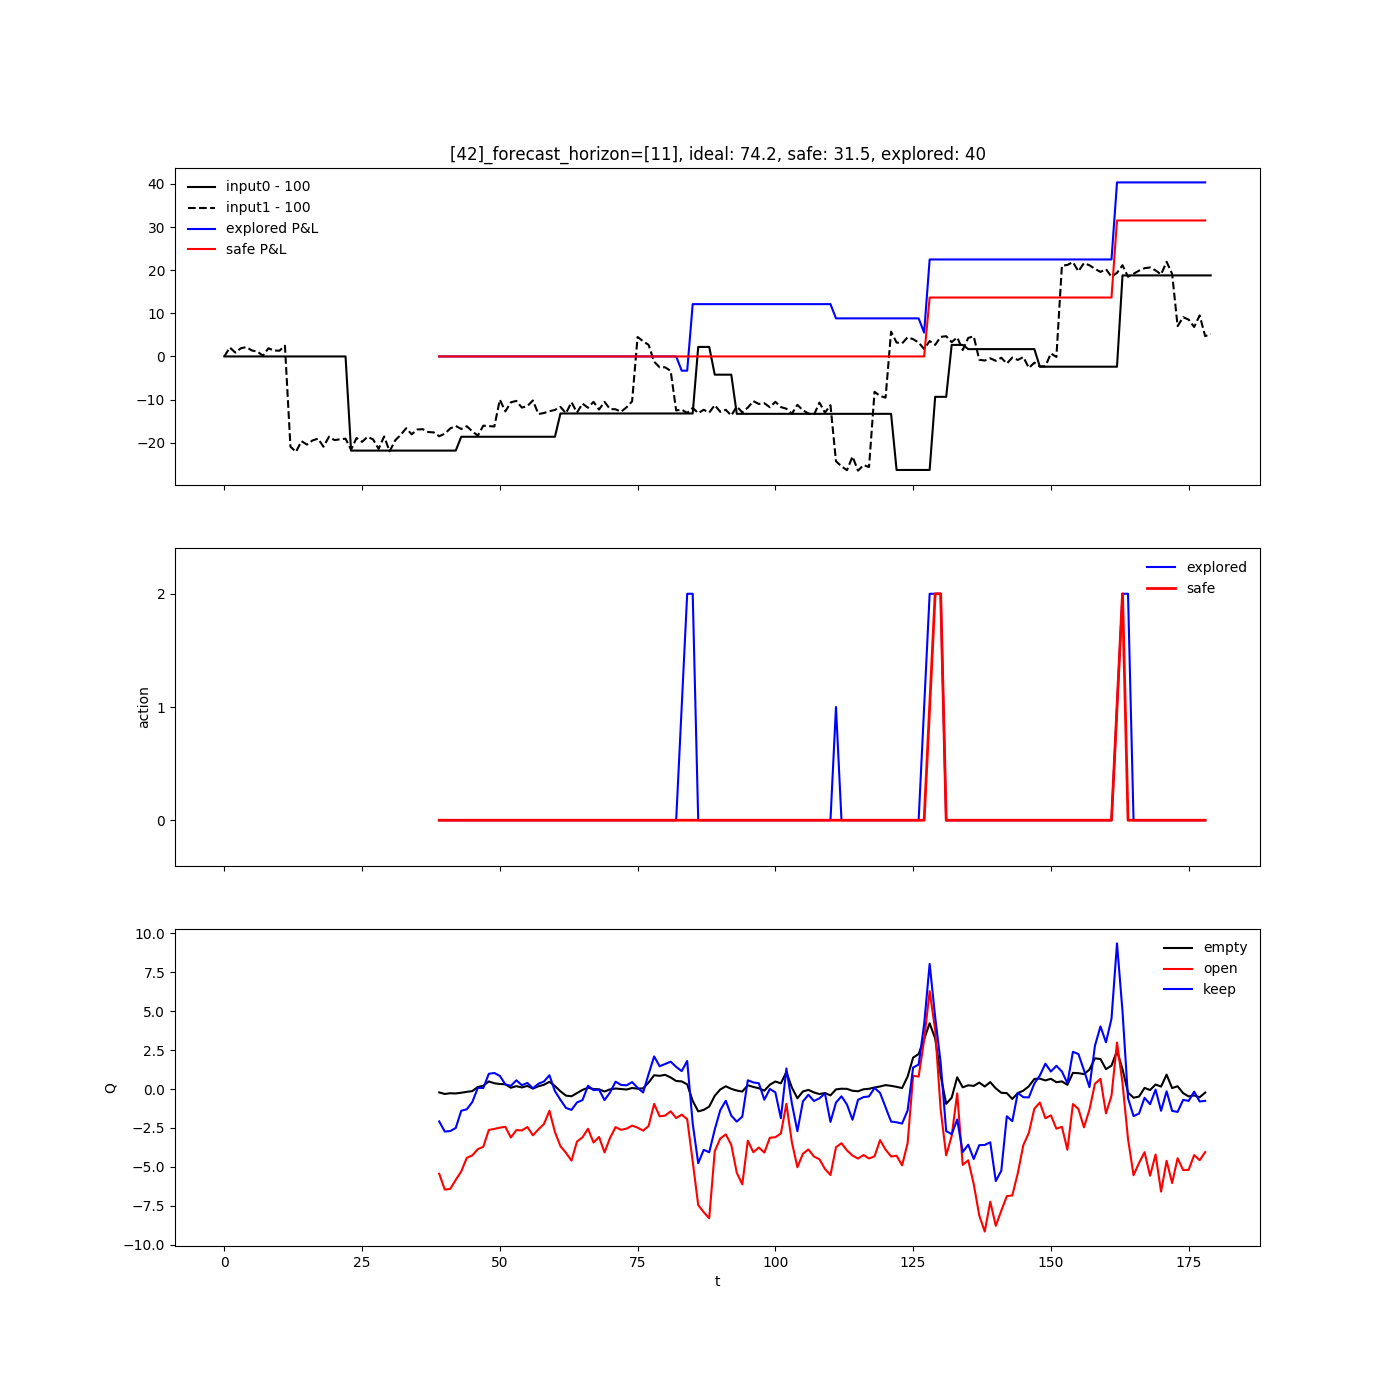 [42]_forecast_horizon=[11], ideal: 74.2, safe: 31.5, explored: 40
40
30
20
10
0
−10
−20
input0 - 100
input1 - 100
explored P&L
safe P&L
action
2
1
0
explored
safe
Q
10.0
7.5
5.0
2.5
0.0
−2.5
−5.0
−7.5
−10.0
empty
open
keep
0 25 50 75 100 125 150 175
t